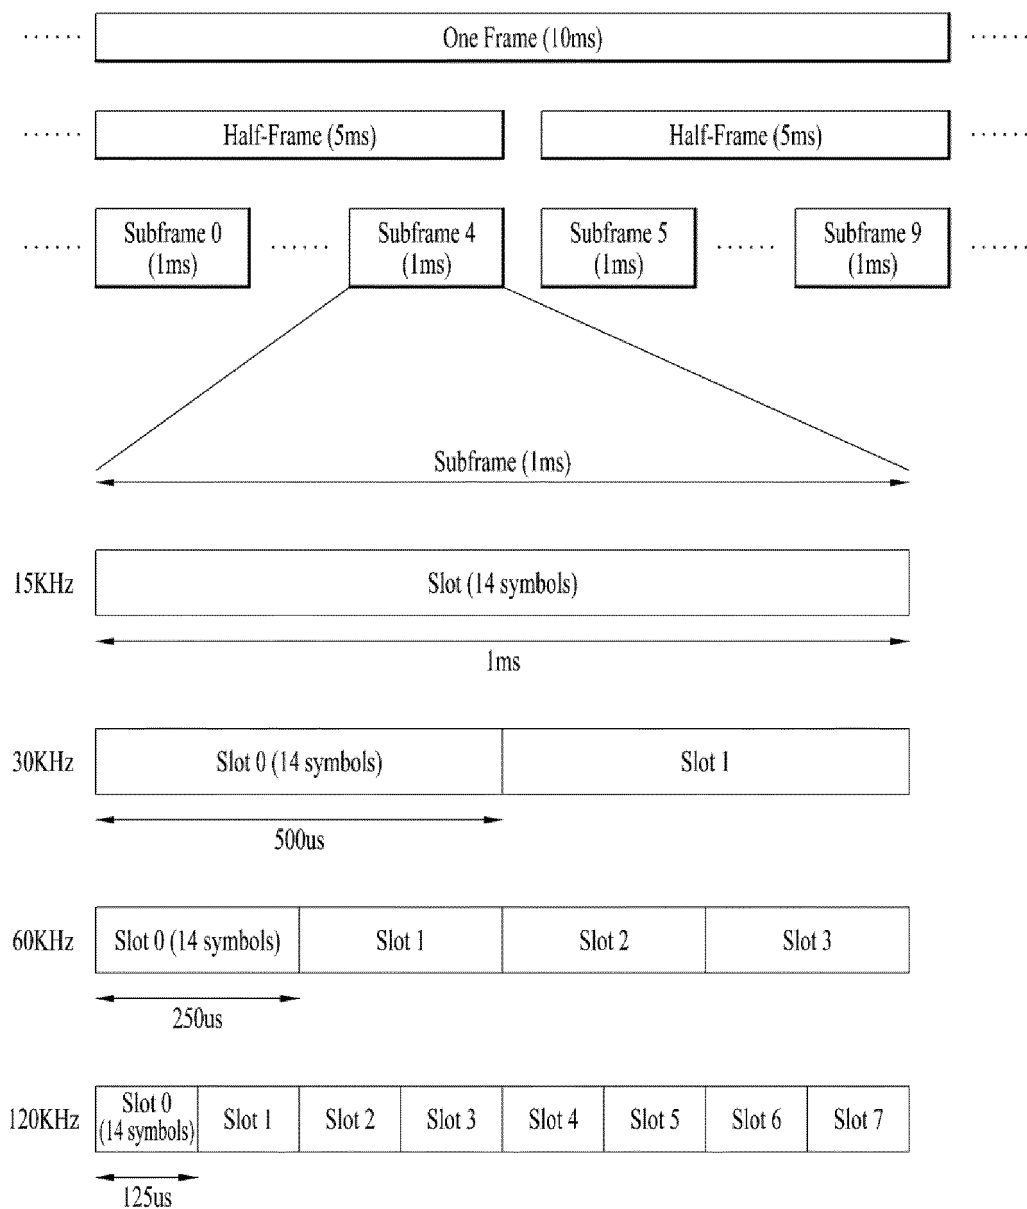 ...... One Frame (10ms) ......
...... Half-Frame (5ms) Half-Frame (5ms) ......
...... Subframe 0 (1ms) ...... Subframe 4 (1ms) Subframe 5 (1ms) ...... Subframe 9 (1ms) ......
Subframe (1ms)
15KHz Slot (14 symbols)
1ms
30KHz Slot 0 (14 symbols) Slot 1
500us
60KHz Slot 0 (14 symbols) Slot 1 Slot 2 Slot 3
250us
120KHz Slot 0 (14 symbols) Slot 1 Slot 2 Slot 3 Slot 4 Slot 5 Slot 6 Slot 7
125us